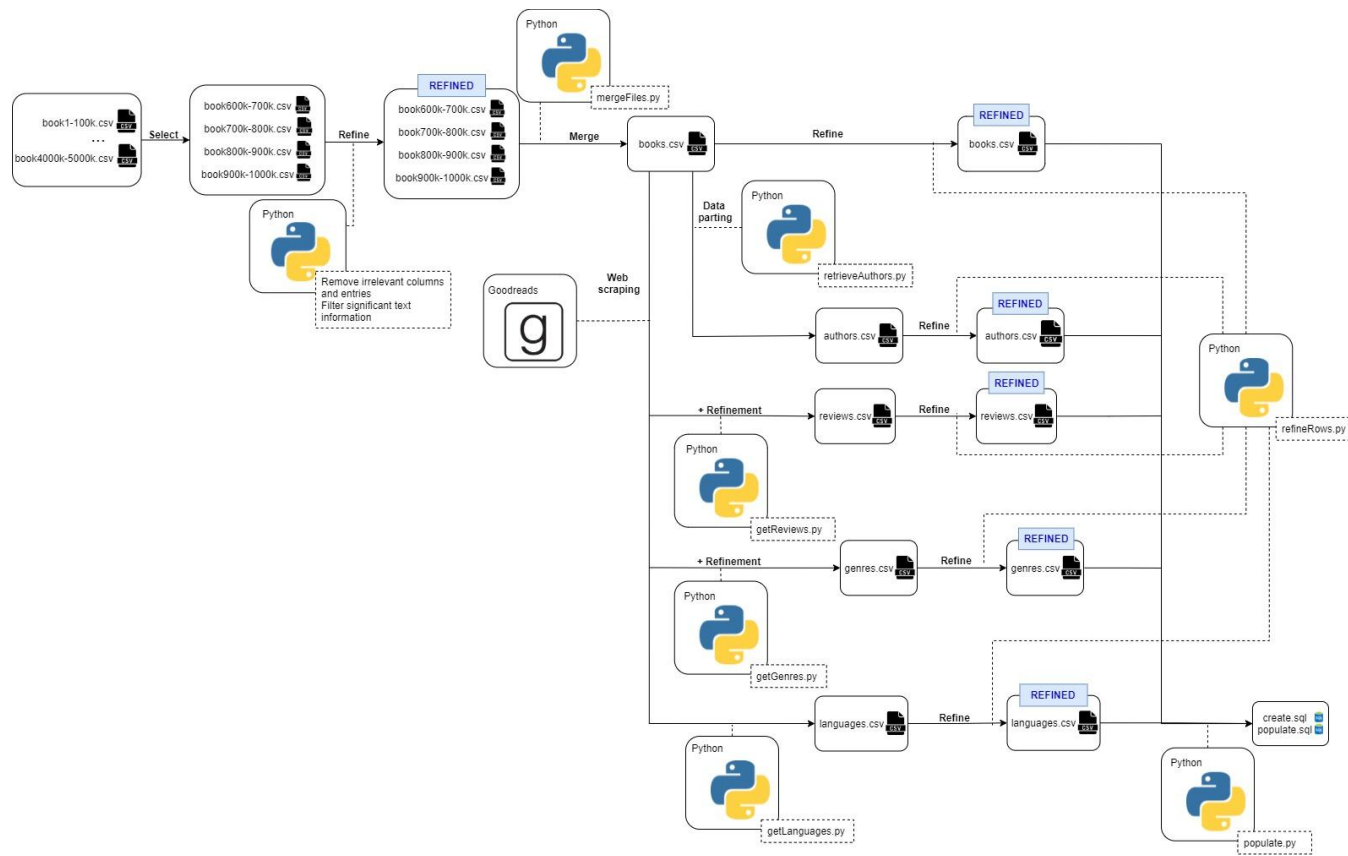 book1-100k.csv
...
book4000k-5000k.csv
Select
book600k-700k.csv
book700k-800k.csv
book800k-900k.csv
book900k-1000k.csv
Refine
Python
Remove irrelevant columns
and entries
Filter significant text
information
REFINED
book600k-700k.csv
book700k-800k.csv
book800k-900k.csv
book900k-1000k.csv
Python
mergeFiles.py
Merge
books.csv
Refine
REFINED
books.csv
Data
parting
Python
retrieveAuthors.py
Goodreads
g
Web
scraping
authors.csv
Refine
REFINED
authors.csv
Python
refineRows.py
+ Refinement
reviews.csv
Refine
REFINED
reviews.csv
Python
getReviews.py
+ Refinement
genres.csv
Refine
REFINED
genres.csv
Python
getGenres.py
languages.csv
Refine
REFINED
languages.csv
Python
getLanguages.py
create.sql
populate.sql
Python
populate.py